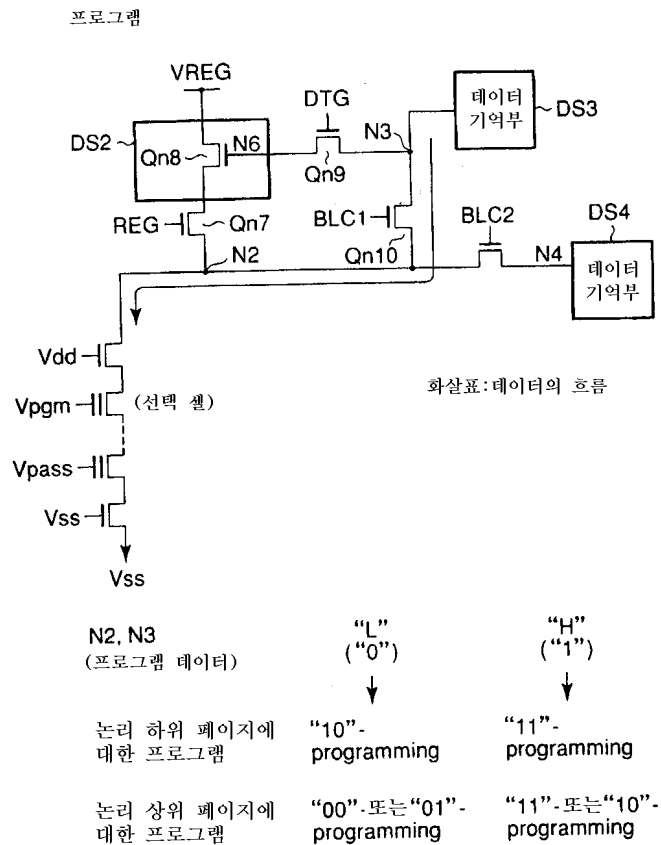 프로그램
VREG
DTG
N3
데이터
기억부
DS3
DS2
Qn8
N6
Qn9
REG
Qn7
BLC1
BLC2
DS4
Qn10
N2
N4
데이터
기억부
Vdd
Vpgm
(선택 셀)
화살표:데이터의 흐름
Vpass
Vss
Vss
N2, N3
(프로그램 데이터)
“L”
(“0”)
“H”
(“1”)
논리 하위 페이지에
대한 프로그램
“10”-
programming
“11”-
programming
논리 상위 페이지에
대한 프로그램
“00”-또는“01”-
programming
“11”-또는“10”-
programming